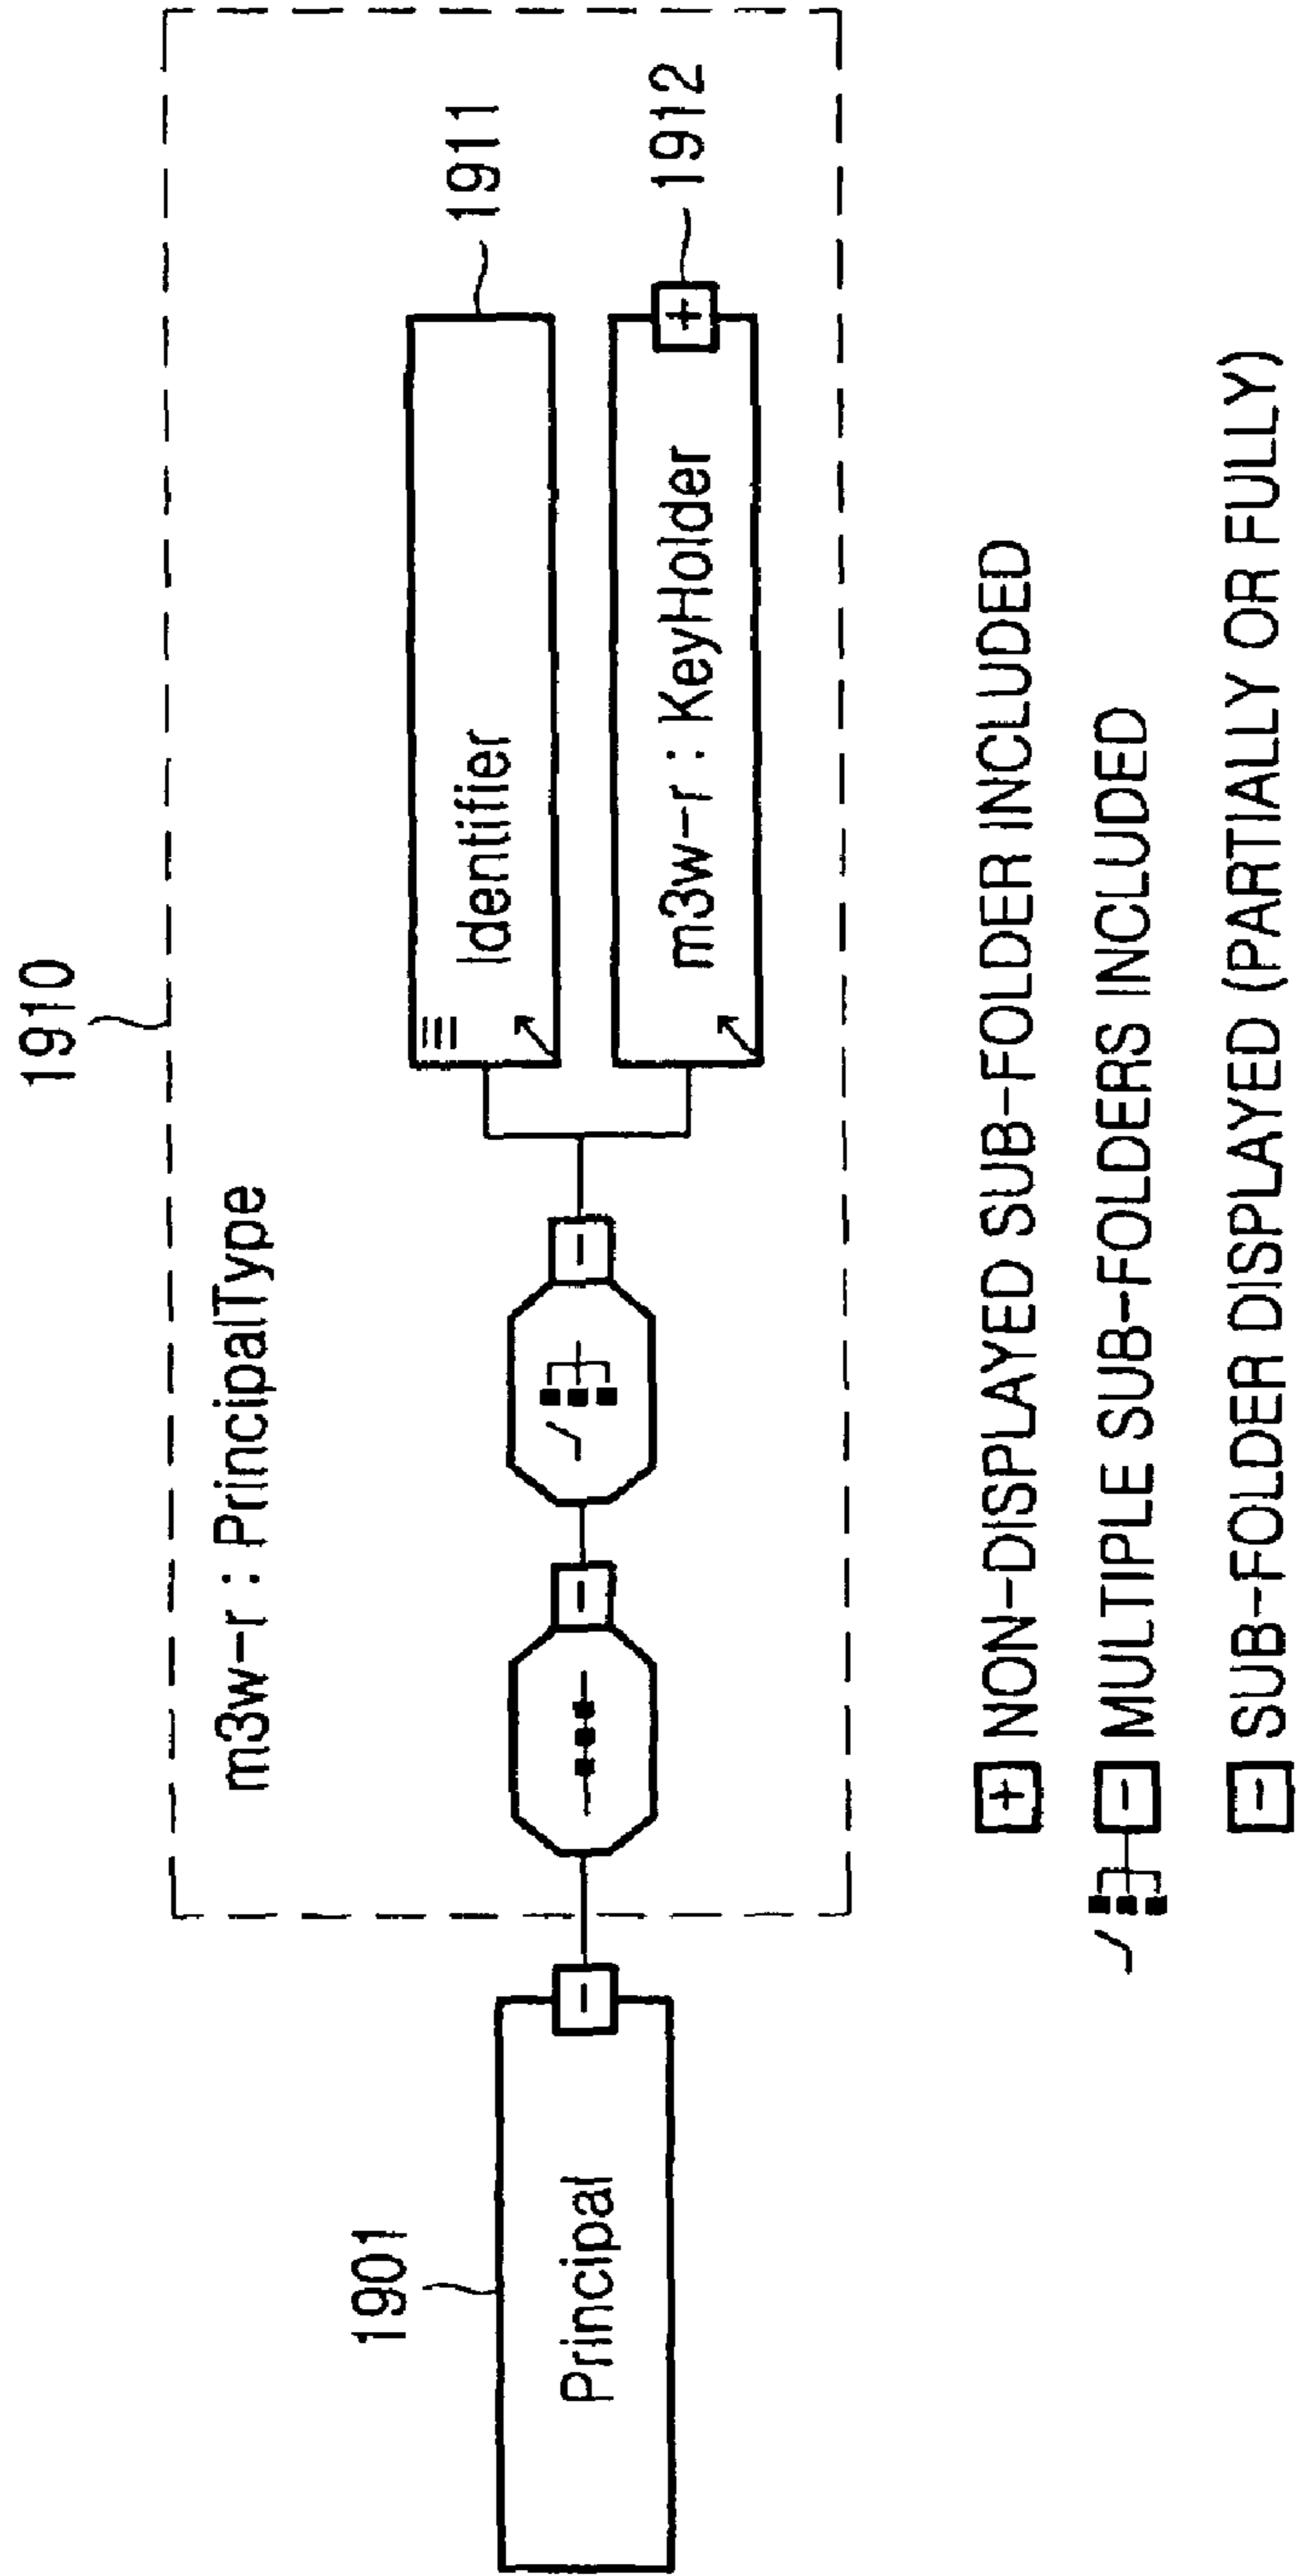 1910
m3w-r : PrincipalType
1901
Principal
Identifier
1911
m3w-r : KeyHolder
1912
+ NON-DISPLAYED SUB-FOLDER INCLUDED
- MULTIPLE SUB-FOLDERS INCLUDED
- SUB-FOLDER DISPLAYED (PARTIALLY OR FULLY)